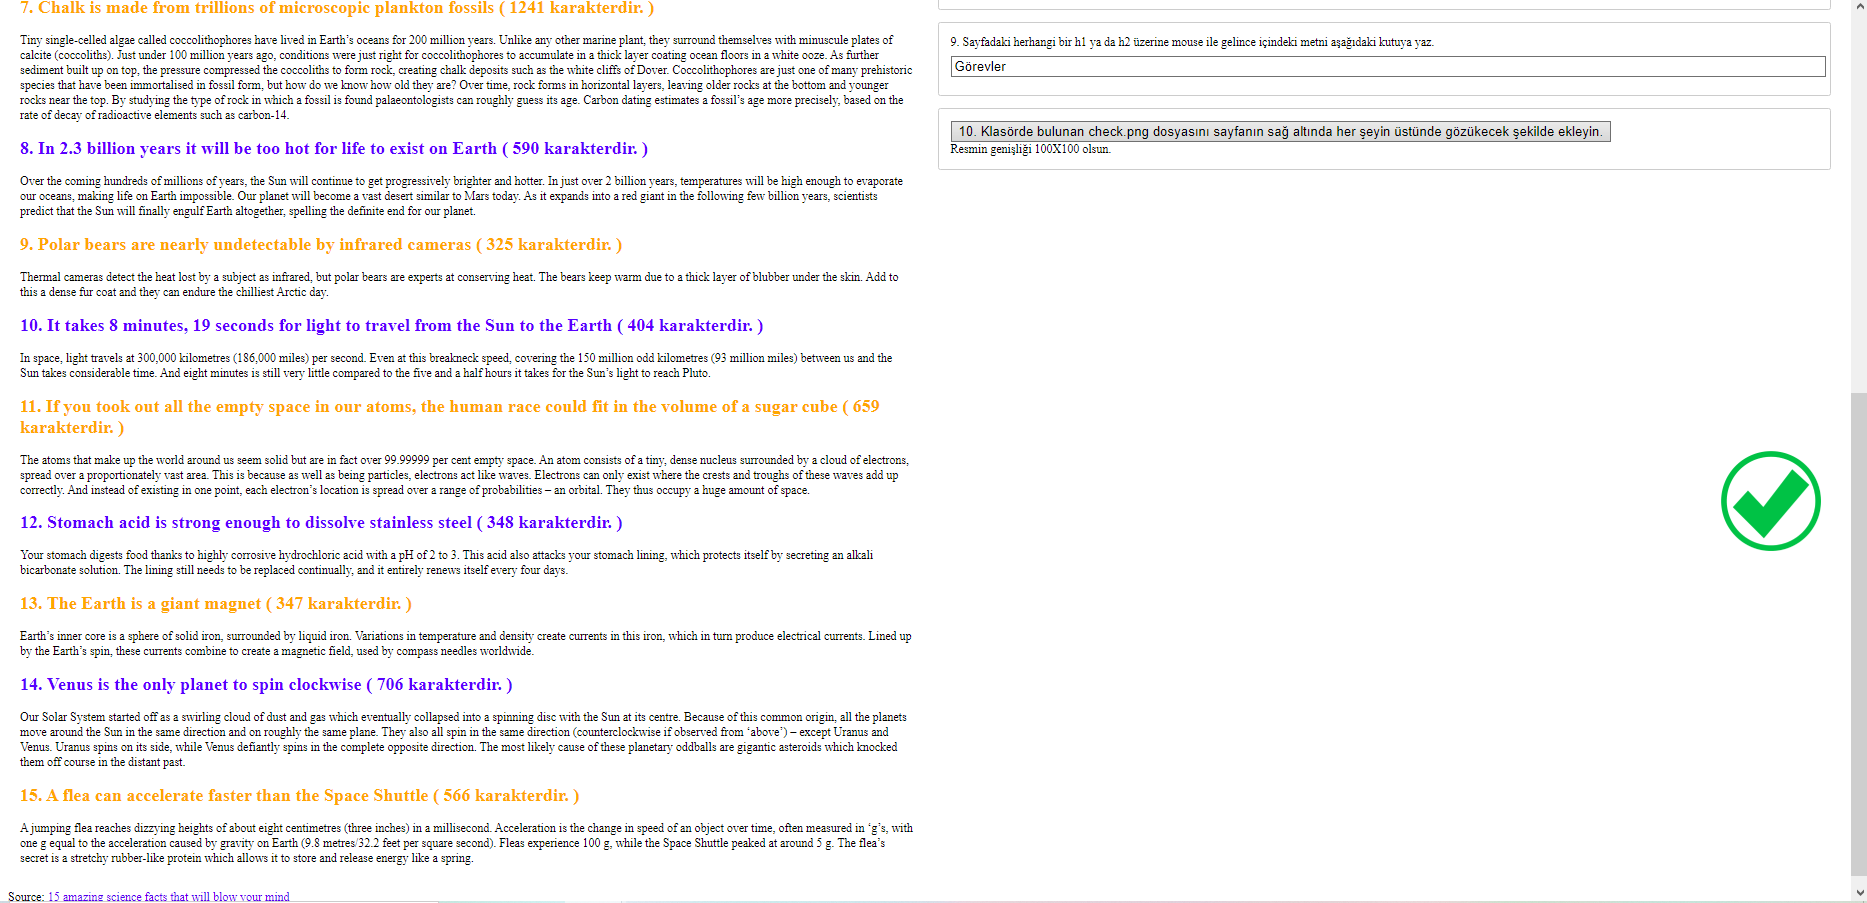 7. Chalk is made from trillions of microscopic plankton fossils ( 1241 karakterdir. )
Tiny single-celled algae called coccolithophores have lived in Earth’s oceans for 200 million years. Unlike any other marine plant, they surround themselves with minuscule plates of
calcite (coccoliths). Just under 100 million years ago, conditions were just right for coccolithophores to accumulate in a thick layer coating ocean floors in a white ooze. As further
sediment built up on top, the pressure compressed the coccoliths to form rock, creating chalk deposits such as the white cliffs of Dover. Coccolithophores are just one of many prehistoric
species that have been immortalised in fossil form, but how do we know how old they are? Over time, rock forms in horizontal layers, leaving older rocks at the bottom and younger
rocks near the top. By studying the type of rock in which a fossil is found palaeontologists can roughly guess its age. Carbon dating estimates a fossil’s age more precisely, based on the
rate of decay of radioactive elements such as carbon-14.
8. In 2.3 billion years it will be too hot for life to exist on Earth ( 590 karakterdir. )
Over the coming hundreds of millions of years, the Sun will continue to get progressively brighter and hotter. In just over 2 billion years, temperatures will be high enough to evaporate
our oceans, making life on Earth impossible. Our planet will become a vast desert similar to Mars today. As it expands into a red giant in the following few billion years, scientists
predict that the Sun will finally engulf Earth altogether, spelling the definite end for our planet.
9. Polar bears are nearly undetectable by infrared cameras ( 325 karakterdir. )
Thermal cameras detect the heat lost by a subject as infrared, but polar bears are experts at conserving heat. The bears keep warm due to a thick layer of blubber under the skin. Add to
this a dense fur coat and they can endure the chilliest Arctic day.
10. It takes 8 minutes, 19 seconds for light to travel from the Sun to the Earth ( 404 karakterdir. )
In space, light travels at 300,000 kilometres (186,000 miles) per second. Even at this breakneck speed, covering the 150 million odd kilometres (93 million miles) between us and the
Sun takes considerable time. And eight minutes is still very little compared to the five and a half hours it takes for the Sun’s light to reach Pluto.
11. If you took out all the empty space in our atoms, the human race could fit in the volume of a sugar cube ( 659
karakterdir. )
The atoms that make up the world around us seem solid but are in fact over 99.99999 per cent empty space. An atom consists of a tiny, dense nucleus surrounded by a cloud of electrons,
spread over a proportionately vast area. This is because as well as being particles, electrons act like waves. Electrons can only exist where the crests and troughs of these waves add up
correctly. And instead of existing in one point, each electron’s location is spread over a range of probabilities – an orbital. They thus occupy a huge amount of space.
12. Stomach acid is strong enough to dissolve stainless steel ( 348 karakterdir. )
Your stomach digests food thanks to highly corrosive hydrochloric acid with a pH of 2 to 3. This acid also attacks your stomach lining, which protects itself by secreting an alkali
bicarbonate solution. The lining still needs to be replaced continually, and it entirely renews itself every four days.
13. The Earth is a giant magnet ( 347 karakterdir. )
Earth’s inner core is a sphere of solid iron, surrounded by liquid iron. Variations in temperature and density create currents in this iron, which in turn produce electrical currents. Lined up
by the Earth’s spin, these currents combine to create a magnetic field, used by compass needles worldwide.
14. Venus is the only planet to spin clockwise ( 706 karakterdir. )
Our Solar System started off as a swirling cloud of dust and gas which eventually collapsed into a spinning disc with the Sun at its centre. Because of this common origin, all the planets
move around the Sun in the same direction and on roughly the same plane. They also all spin in the same direction (counterclockwise if observed from ‘above’) – except Uranus and
Venus. Uranus spins on its side, while Venus defiantly spins in the complete opposite direction. The most likely cause of these planetary oddballs are gigantic asteroids which knocked
them off course in the distant past.
15. A flea can accelerate faster than the Space Shuttle ( 566 karakterdir. )
A jumping flea reaches dizzying heights of about eight centimetres (three inches) in a millisecond. Acceleration is the change in speed of an object over time, often measured in ‘g’s, with
one g equal to the acceleration caused by gravity on Earth (9.8 metres/32.2 feet per square second). Fleas experience 100 g, while the Space Shuttle peaked at around 5 g. The flea’s
secret is a stretchy rubber-like protein which allows it to store and release energy like a spring.
Source: 15 amazing science facts that will blow your mind
9. Sayfadaki herhangi bir h1 ya da h2 üzerine mouse ile gelince içindeki metni aşağıdaki kutuya yaz.
Görevler
10. Klasörde bulunan check.png dosyasını sayfanın sağ altında her şeyin üstünde gözükecek şekilde ekleyin.
Resmin genişliği 100X100 olsun.